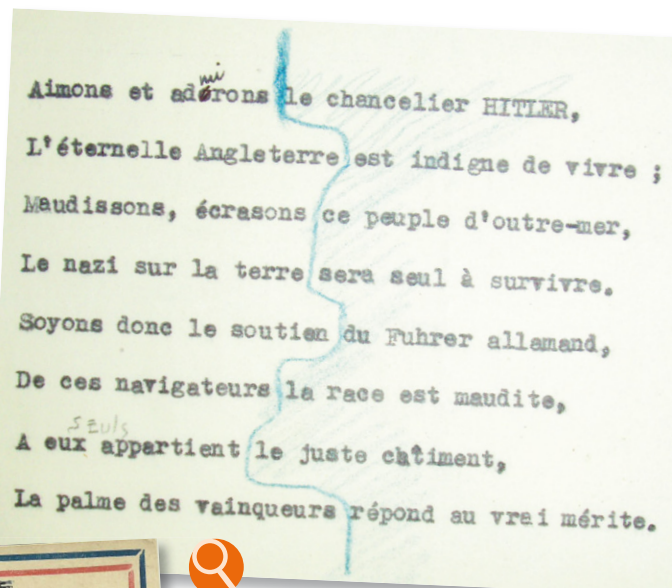 Aimons et admirons le chancelier HITLER,
L'éternelle Angleterre est indigne de vivre ;
Maudissons, écrasons ce peuple d'outre-mer,
Le nazi sur la terre sera seul à survivre.
Soyons donc le soutien du Fuhrer allemand,
De ces navigateurs la race est maudite,
seuls
A eux appartient le juste châtiment,
La palme des vainqueurs répond au vrai mérite.